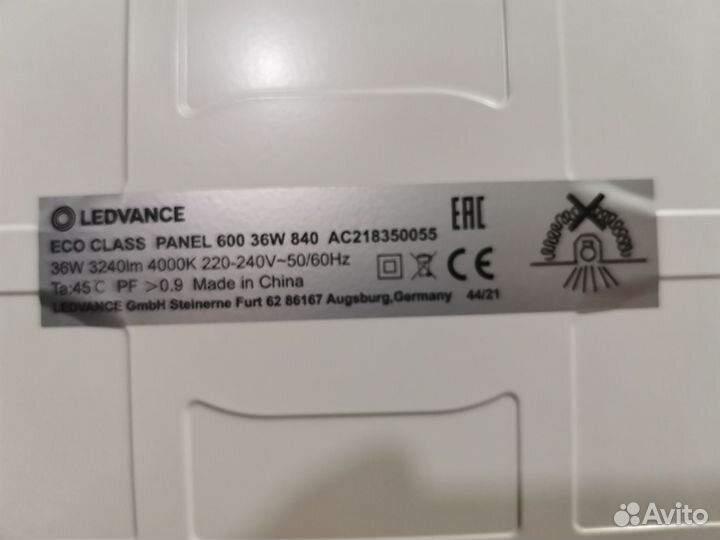 LEDVANCE
ECO CLASS PANEL 600 36W 840 AC218350055
36W 3240lm 4000K 220-240V~50/60Hz
Ta:45℃ PF >0.9 Made in China
LEDVANCE GmbH Steinerne Furt 62 86167 Augsburg,Germany 44/21
EAC
CE
Avito